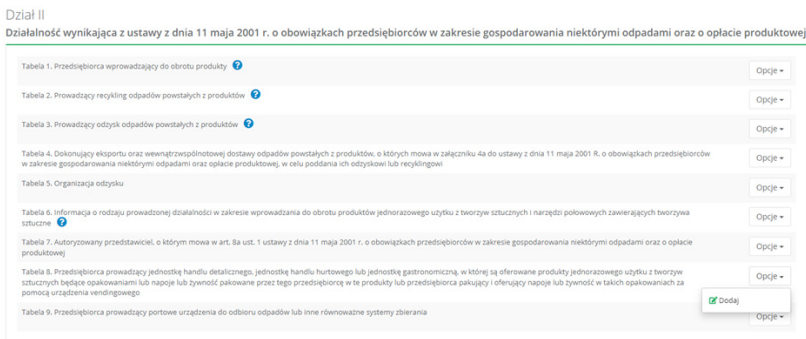 Dział II
Działalność wynikająca z ustawy z dnia 11 maja 2001 r. o obowiązkach przedsiębiorców w zakresie gospodarowania niektórymi odpadami oraz o opłacie produktowej
Tabela 1. Przedsiębiorca wprowadzający do obrotu produkty ?
Opcje
Tabela 2. Prowadzący recykling odpadów powstałych z produktów ?
Opcje
Tabela 3. Prowadzący odzysk odpadów powstałych z produktów ?
Opcje
Tabela 4. Dokonujący eksportu oraz wewnątrzwspólnotowej dostawy odpadów powstałych z produktów, o których mowa w załączniku 4a do ustawy z dnia 11 maja 2001 R. o obowiązkach przedsiębiorców
w zakresie gospodarowania niektórymi odpadami oraz opłacie produktowej, w celu poddania ich odzyskowi lub recyklingowi
Opcje
Tabela 5. Organizacja odzysku
Opcje
Tabela 6. Informacja o rodzaju prowadzonej działalności w zakresie wprowadzania do obrotu produktów jednorazowego użytku z tworzyw sztucznych i narzędzi połowowych zawierających tworzywa
sztuczne ?
Opcje
Tabela 7. Autoryzowany przedstawiciel, o którym mowa w art. 8a ust. 1 ustawy z dnia 11 maja 2001 r. o obowiązkach przedsiębiorców w zakresie gospodarowania niektórymi odpadami oraz o opłacie
produktowej
Opcje
Tabela 8. Przedsiębiorca prowadzący jednostkę handlu detalicznego, jednostkę handlu hurtowego lub jednostkę gastronomiczną, w której są oferowane produkty jednorazowego użytku z tworzyw
sztucznych będące opakowaniami lub napoje lub żywność pakowane przez tego przedsiębiorcę w te produkty lub przedsiębiorca pakujący i oferujący napoje lub żywność w takich opakowaniach za
pomocą urządzenia vendingowego
Opcje
Dodaj
Tabela 9. Przedsiębiorca prowadzący portowe urządzenia do odbioru odpadów lub inne równoważne systemy zbierania
Opcje